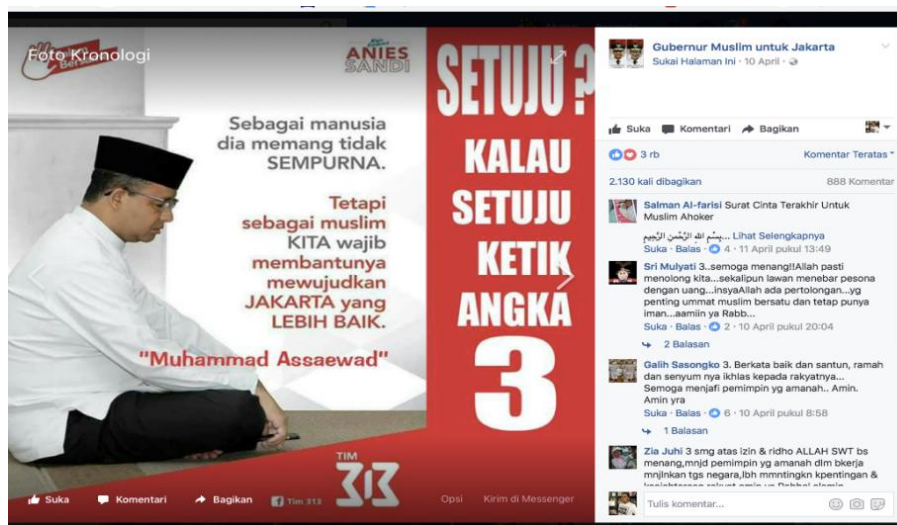 Foto Kronologi
Bersama
ANIES
SANDI
Sebagai manusia
dia memang tidak
SEMPURNA.
Tetapi
sebagai muslim
KITA wajib
membantunya
mewujudkan
JAKARTA yang
LEBIH BAIK.
"Muhammad Assaewad"
TIM
313
SETUJU?
KALAU
SETUJU
KETIK
ANGKA
3
Suka Komentari Bagikan Tim 313 Opsi Kirim di Messenger
Gubernur Muslim untuk Jakarta
Sukai Halaman Ini · 10 April ·
Suka Komentari Bagikan
3 rb Komentar Teratas
2.130 kali dibagikan 888 Komentar
Salman Al-farisi Surat Cinta Terakhir Untuk
Muslim Ahoker
بِسْمِ اللهِ الرَّحْمٰنِ الرَّحِيمِ... Lihat Selengkapnya
Suka · Balas · 4 · 11 April pukul 13:49
Sri Mulyati 3..semoga menang!!Allah pasti
menolong kita...sekalipun lawan menebar pesona
dengan uang...insyaAllah ada pertolongan...yg
penting ummat muslim bersatu dan tetap punya
iman...aamiin ya Rabb...
Suka · Balas · 2 · 10 April pukul 20:04
2 Balasan
Galih Sasongko 3. Berkata baik dan santun, ramah
dan senyum nya ikhlas kepada rakyatnya...
Semoga menjafi pemimpin yg amanah.. Amin.
Amin yra
Suka · Balas · 6 · 10 April pukul 8:58
1 Balasan
Zia Juhi 3 smg atas izin & ridho ALLAH SWT bs
menang,mnjd pemimpin yg amanah dlm bkerja
mnjlnkan tgs negara,lbh mmntingkn kpentingan &
Tulis komentar...